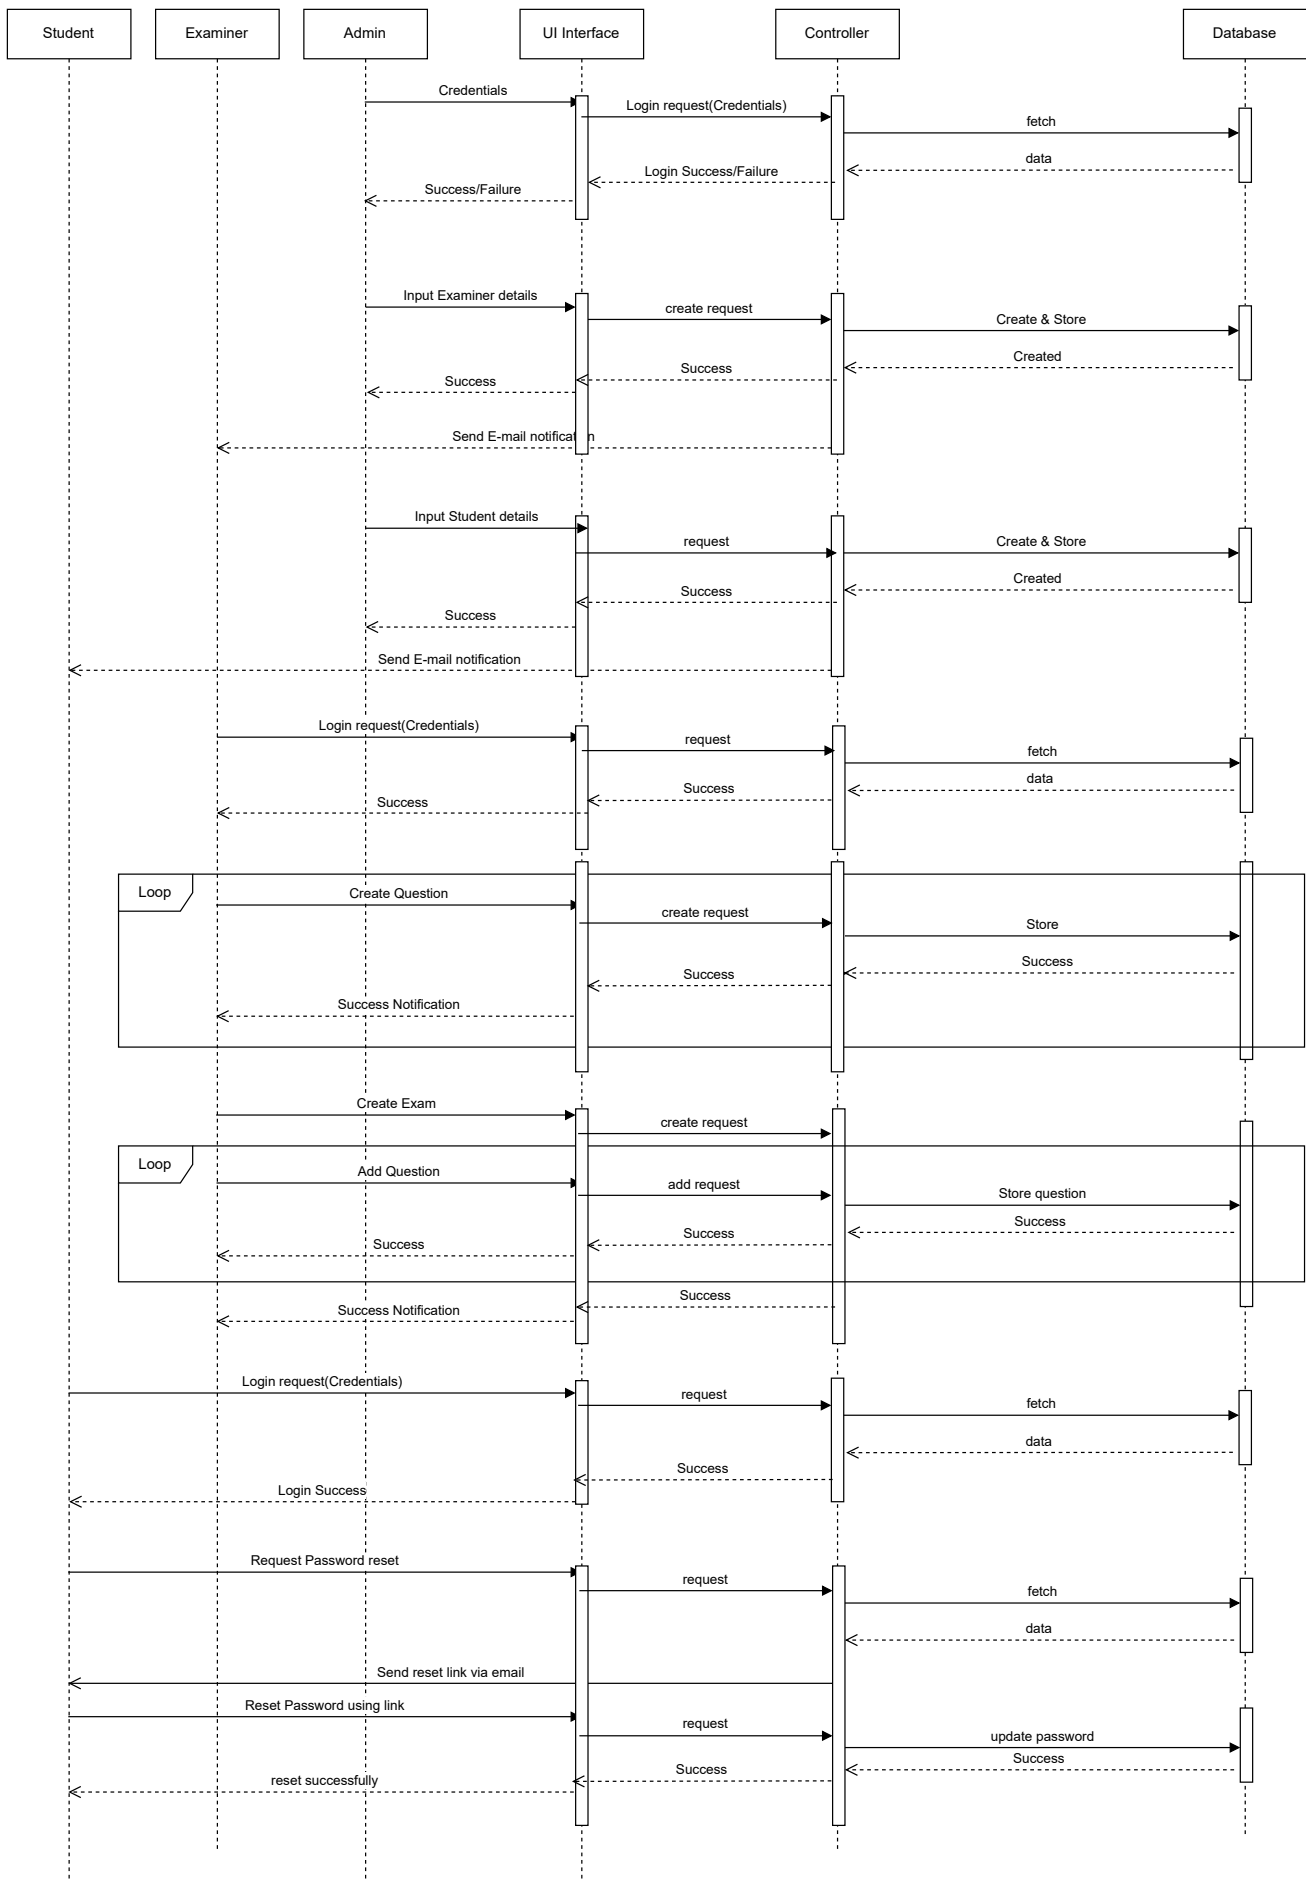 Student
Examiner
Admin
UI Interface
Controller
Database
Credentials
Login request(Credentials)
fetch
data
Login Success/Failure
Success/Failure
Input Examiner details
create request
Create & Store
Created
Success
Success
Send E-mail notification
Input Student details
request
Create & Store
Created
Success
Success
Send E-mail notification
Login request(Credentials)
request
fetch
data
Success
Success
Loop
Create Question
create request
Store
Success
Success
Success Notification
Create Exam
create request
Loop
Add Question
add request
Store question
Success
Success
Success
Success
Success Notification
Login request(Credentials)
request
fetch
data
Success
Login Success
Request Password reset
request
fetch
data
Send reset link via email
Reset Password using link
request
update password
Success
Success
reset successfully